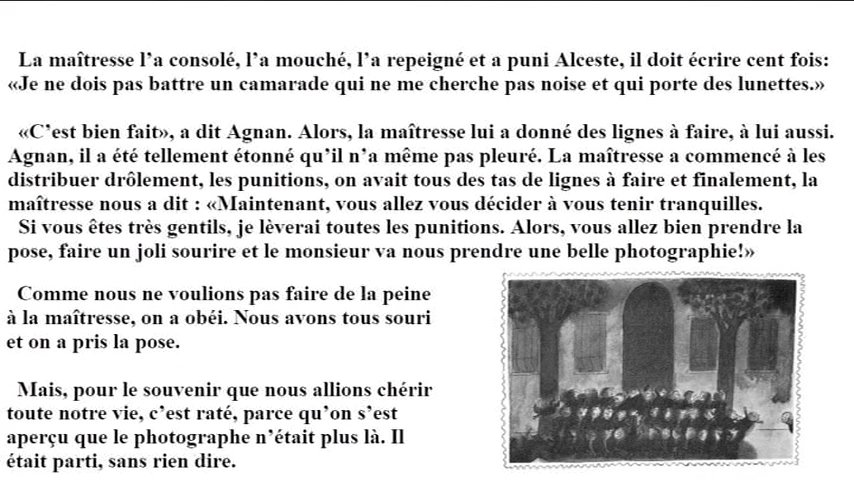 La maîtresse l’a consolé, l’a mouché, l’a repeigné et a puni Alceste, il doit écrire cent fois:
«Je ne dois pas battre un camarade qui ne me cherche pas noise et qui porte des lunettes.»
«C’est bien fait», a dit Agnan. Alors, la maîtresse lui a donné des lignes à faire, à lui aussi.
Agnan, il a été tellement étonné qu’il n’a même pas pleuré. La maîtresse a commencé à les
distribuer drôlement, les punitions, on avait tous des tas de lignes à faire et finalement, la
maîtresse nous a dit : «Maintenant, vous allez vous décider à vous tenir tranquilles.
Si vous êtes très gentils, je lèverai toutes les punitions. Alors, vous allez bien prendre la
pose, faire un joli sourire et le monsieur va nous prendre une belle photographie!»
Comme nous ne voulions pas faire de la peine
à la maîtresse, on a obéi. Nous avons tous souri
et on a pris la pose.
Mais, pour le souvenir que nous allions chérir
toute notre vie, c’est raté, parce qu’on s’est
aperçu que le photographe n’était plus là. Il
était parti, sans rien dire.